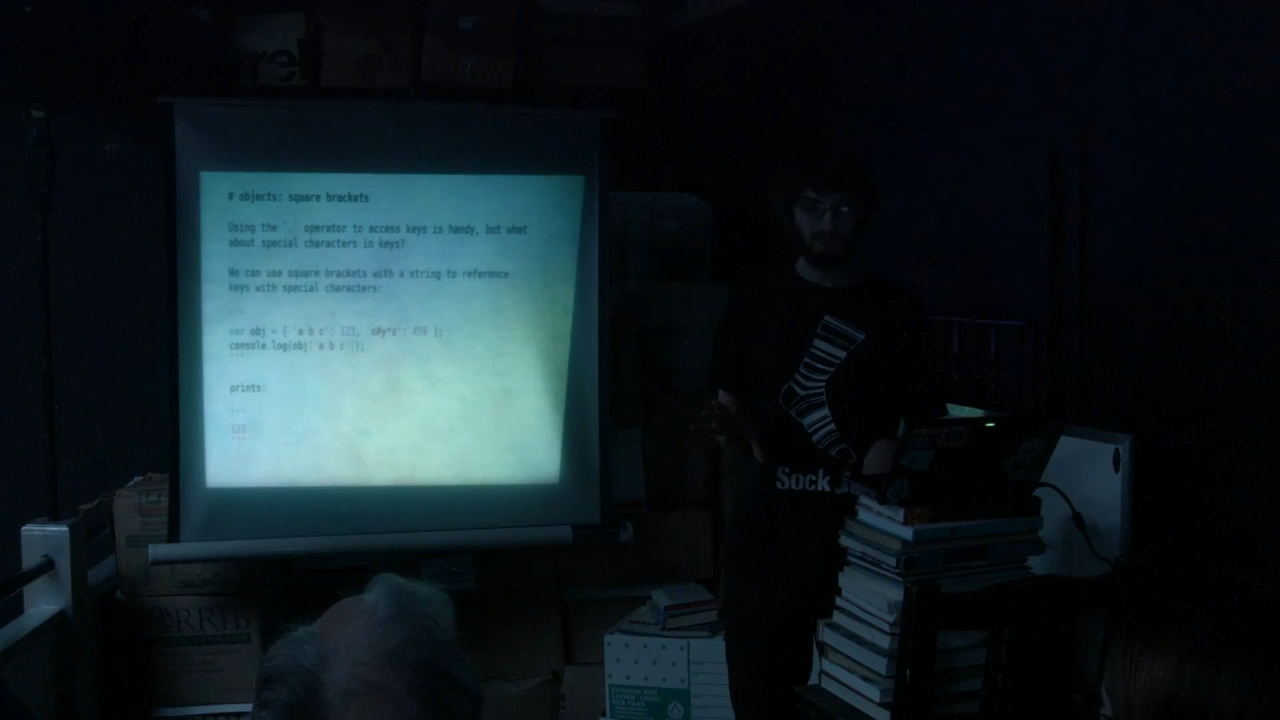 # objects: square brackets
Using the `.` operator to access keys is handy, but what
about special characters in keys?
We can use square brackets with a string to reference
keys with special characters:
```
var obj = { 'a b c': 123, 'x#y*z': 456 };
console.log(obj['a b c']);
```
prints:
```
123
```
Sock